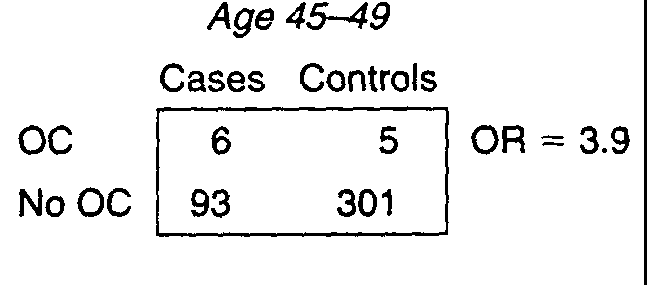 Age 45–49
Cases Controls
OC 6 5 OR = 3.9
No OC 93 301